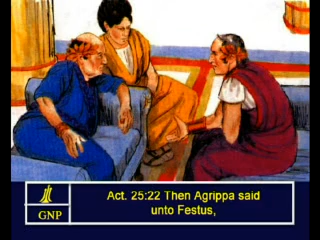 Act. 25:22 Then Agrippa said
unto Festus,
GNP